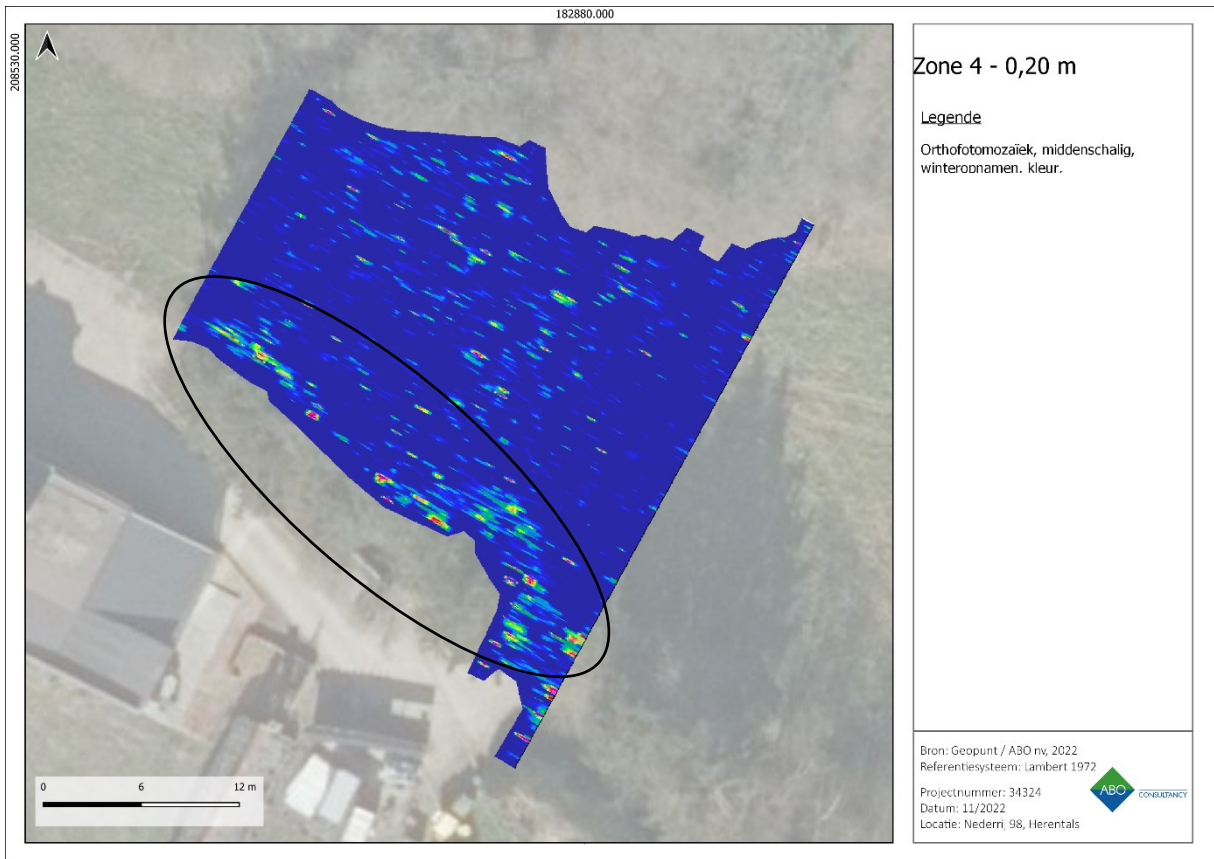 182880.000
208530.000
Zone 4 - 0,20 m
Legende
Orthofotomozaïek, middenschalig,
winteropnamen, kleur,
0 6 12 m
Bron: Geopunt / ABO nv, 2022
Referentiesysteem: Lambert 1972
Projectnummer: 34324
Datum: 11/2022
Locatie: Nederrij 98, Herentals
ABO
CONSULTANCY